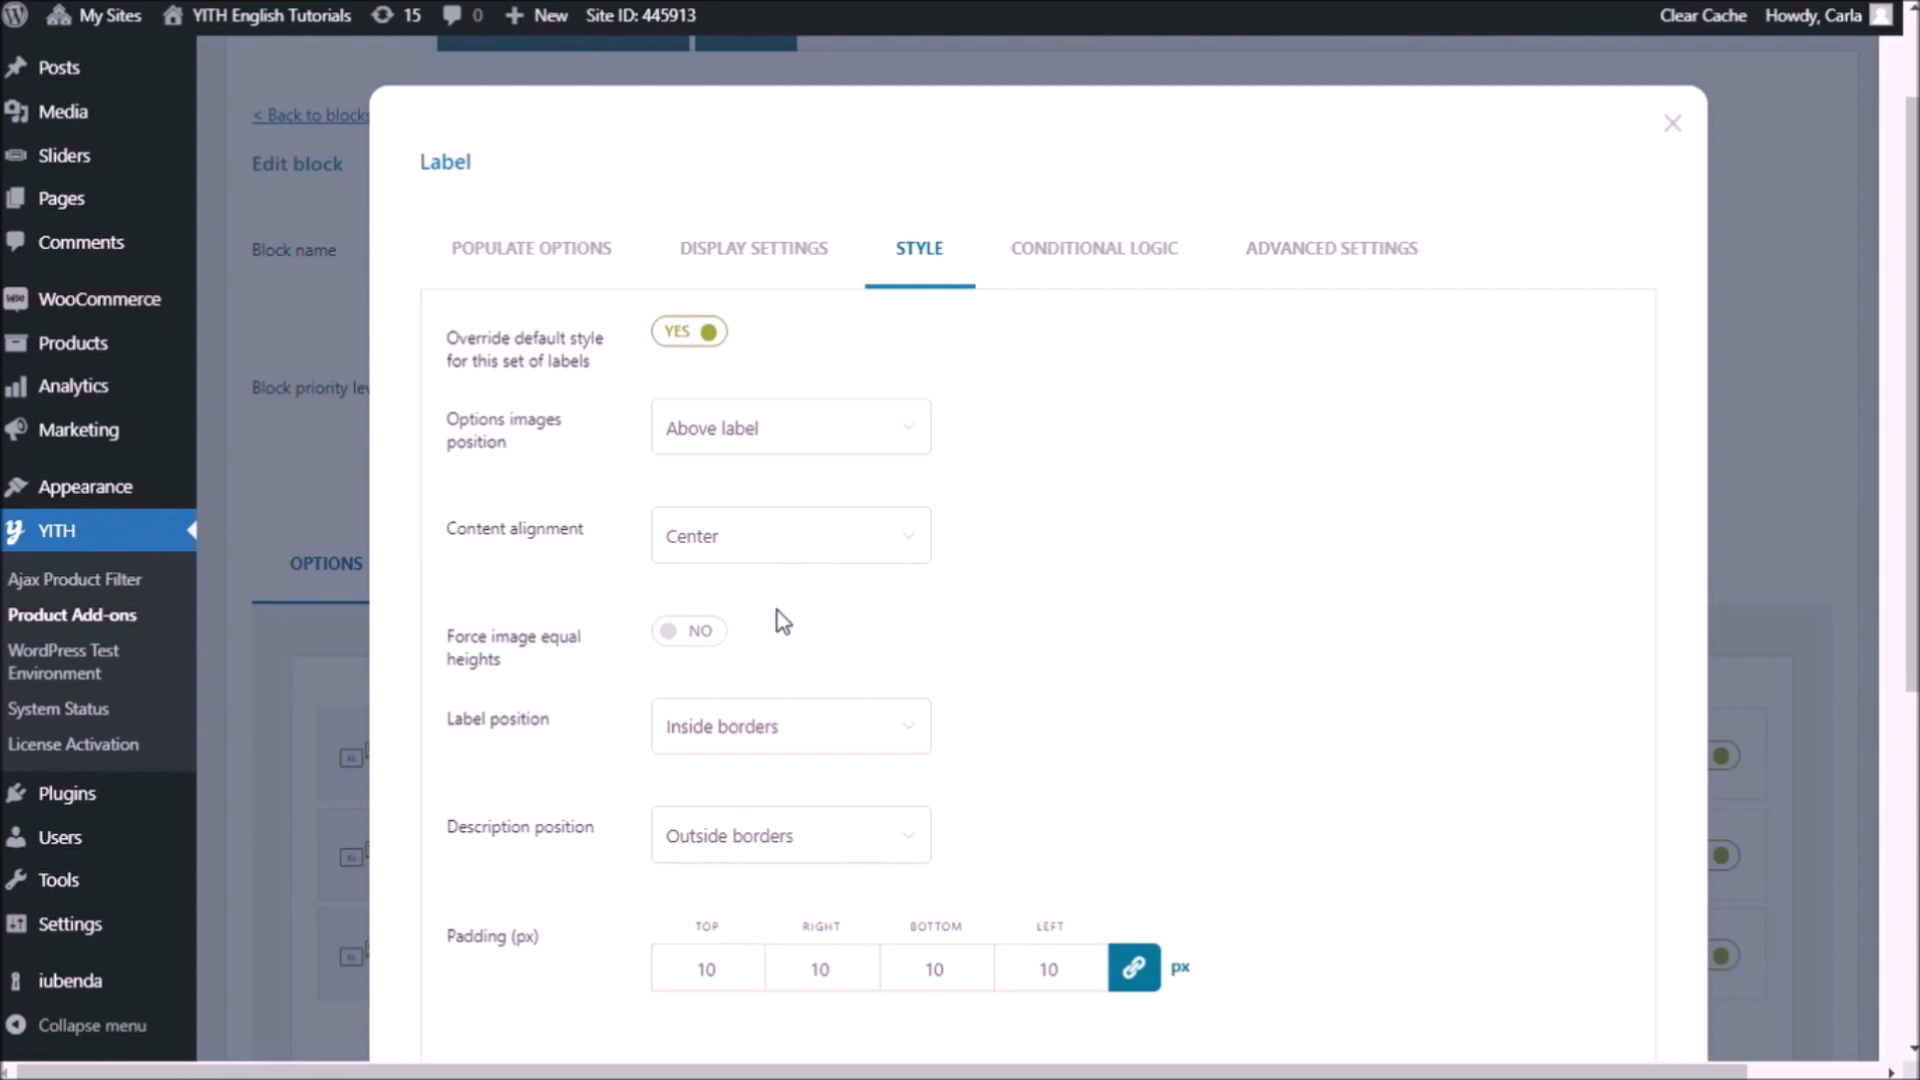 My Sites
YITH English Tutorials
15
0
New
Site ID: 445913
Clear Cache
Howdy, Carla
Posts
Media
Sliders
Pages
Comments
WooCommerce
Products
Analytics
Marketing
Appearance
YITH
Ajax Product Filter
Product Add-ons
WordPress Test
Environment
System Status
License Activation
Plugins
Users
Tools
Settings
iubenda
Collapse menu
< Back to blocks
Edit block
Block name
Block priority lev
OPTIONS
Label
POPULATE OPTIONS
DISPLAY SETTINGS
STYLE
CONDITIONAL LOGIC
ADVANCED SETTINGS
Override default style
for this set of labels
YES
Options images
position
Above label
Content alignment
Center
Force image equal
heights
NO
Label position
Inside borders
Description position
Outside borders
Padding (px)
TOP
RIGHT
BOTTOM
LEFT
10
10
10
10
px